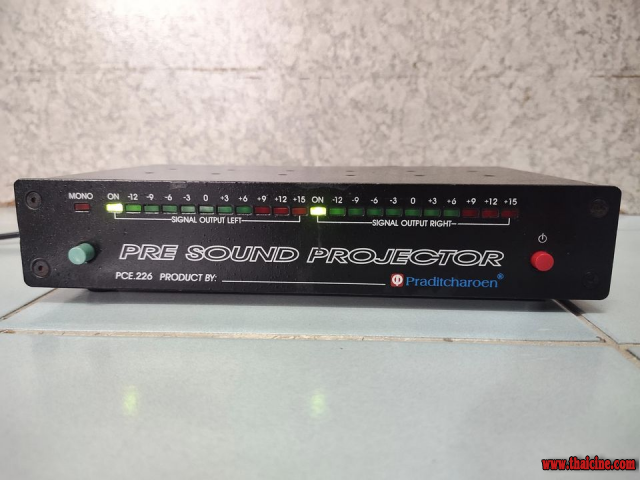 MONO ON -12 -9 -6 -3 0 +3 +6 +9 +12 +15 ON -12 -9 -6 -3 0 +3 +6 +9 +12 +15
SIGNAL OUTPUT LEFT SIGNAL OUTPUT RIGHT
PRE SOUND PROJECTOR
PCE.226 PRODUCT BY: Praditcharoen®
www.thaicine.com